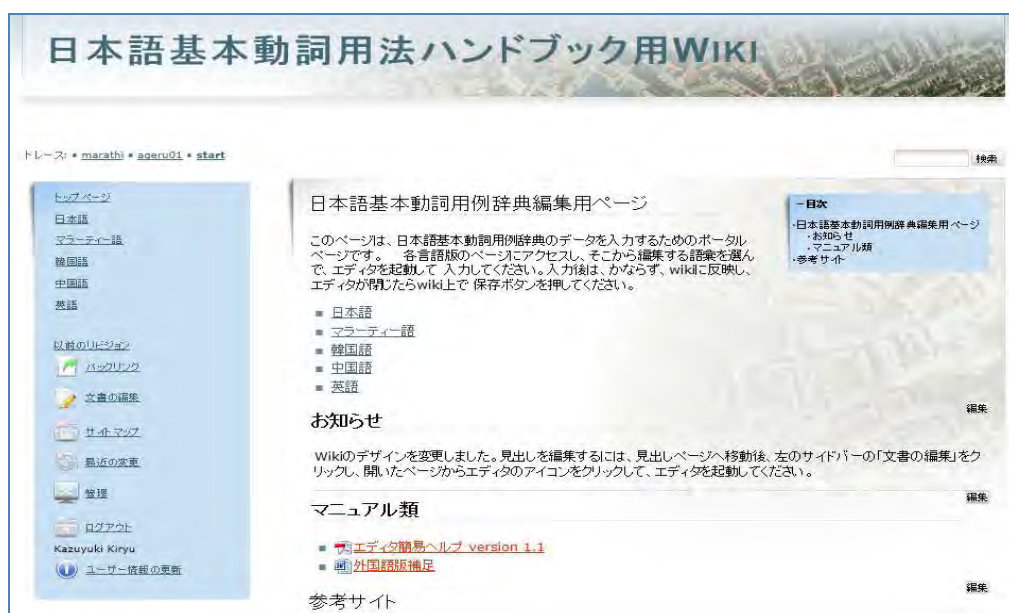 日本語基本動詞用法ハンドブック用WIKI
トレース: • marathi • ageru01 • start
検索
トップページ
日本語
マラーティー語
韓国語
中国語
英語
以前のリビジョン
バックリンク
文書の編集
サイトマップ
最近の変更
管理
ログアウト
Kazuyuki Kiryu
ユーザー情報の更新
日本語基本動詞用例辞典編集用ページ
このページは、日本語基本動詞用例辞典のデータを入力するためのポータル
ページです。 各言語版のページにアクセスし、そこから編集する語彙を選ん
で、エディタを起動して 入力してください。入力後は、かならず、wikiに反映し、
エディタが閉じたらwiki上で 保存ボタンを押してください。
日本語
マラーティー語
韓国語
中国語
英語
－目次
・日本語基本動詞用例辞典編集用ページ
・お知らせ
・マニュアル類
・参考サイト
編集
お知らせ
Wikiのデザインを変更しました。見出しを編集するには、見出しページへ移動後、左のサイドバーの「文書の編集」をク
リックし、開いたページからエディタのアイコンをクリックして、エディタを起動してください。
編集
マニュアル類
エディタ簡易ヘルプ version 1.1
外国語版補足
編集
参考サイト